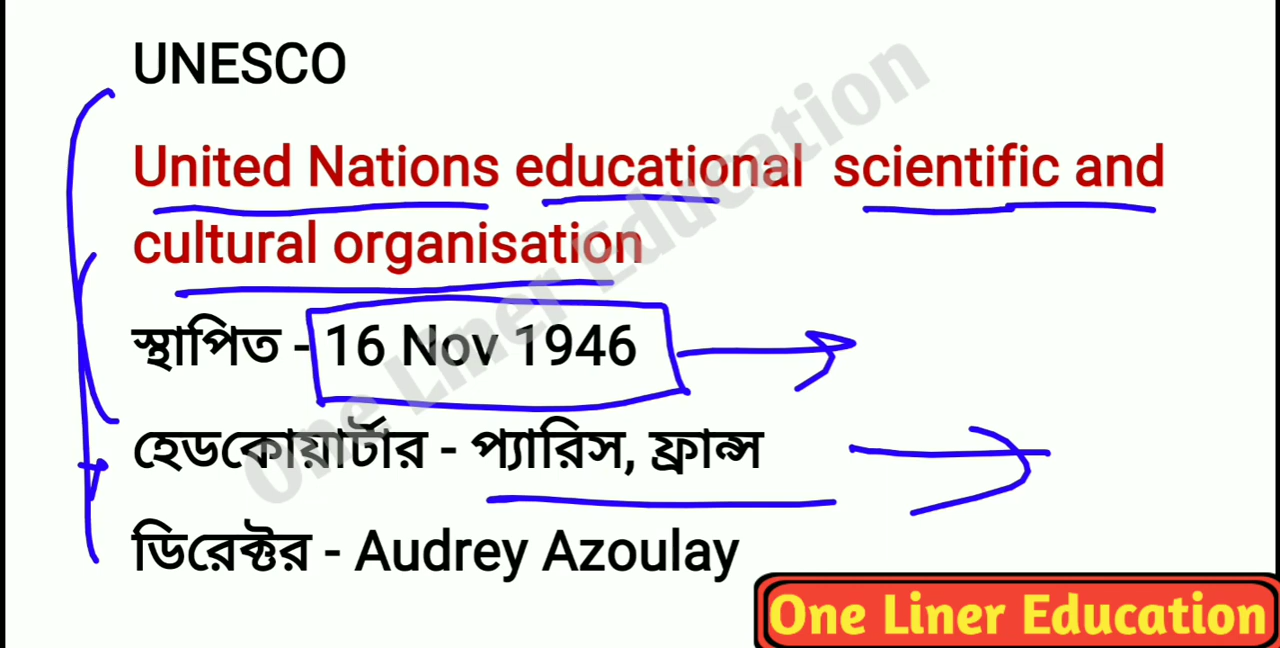 UNESCO
United Nations educational scientific and
cultural organisation
স্থাপিত - 16 Nov 1946
হেডকোয়ার্টার - প্যারিস, ফ্রান্স
ডিরেক্টর - Audrey Azoulay
One Liner Education
One Liner Education